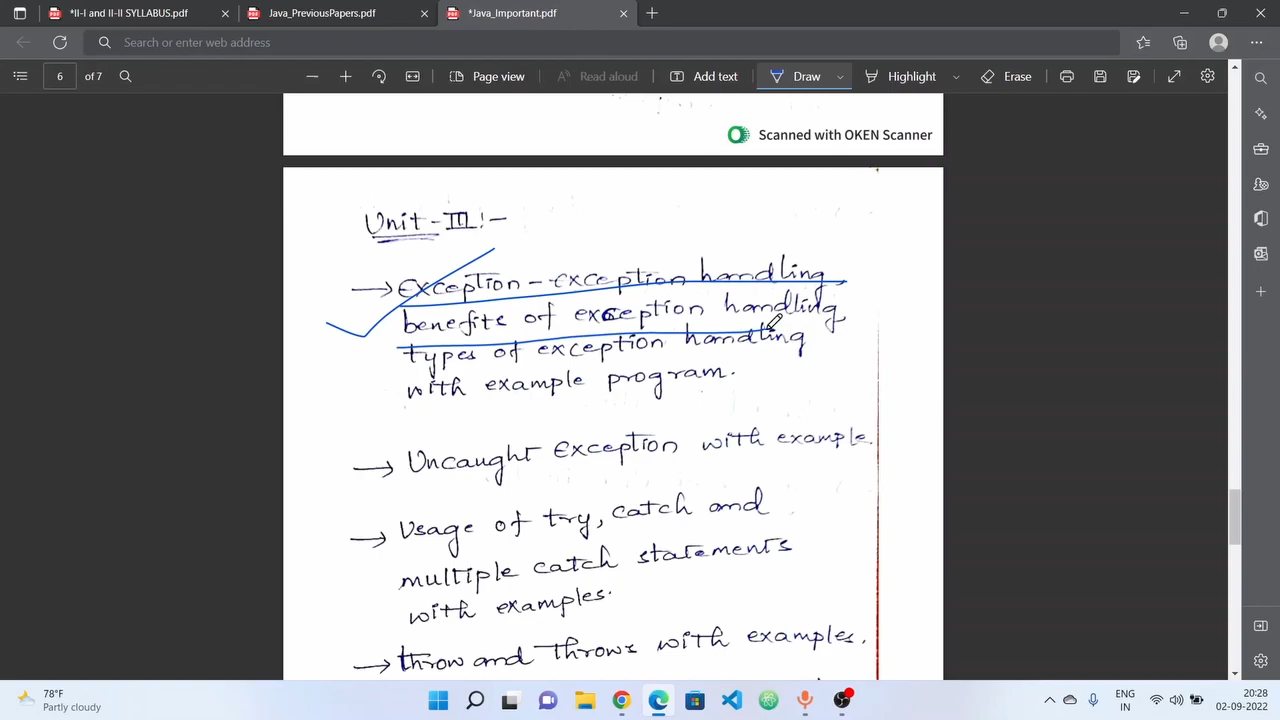 *II-I and II-II SYLLABUS.pdf
Java_PreviousPapers.pdf
*Java_Important.pdf
Search or enter web address
6 of 7
Page view
Read aloud
Add text
Draw
Highlight
Erase
Scanned with OKEN Scanner
Unit - III :-
→ Exception - exception handling,
benefits of exception handling,
types of exception handling
with example program.
→ Uncaught Exception with example.
→ Usage of try, catch and
multiple catch statements
with examples.
→ throw and throws with examples.
78°F
Partly cloudy
ENG
IN
20:28
02-09-2022